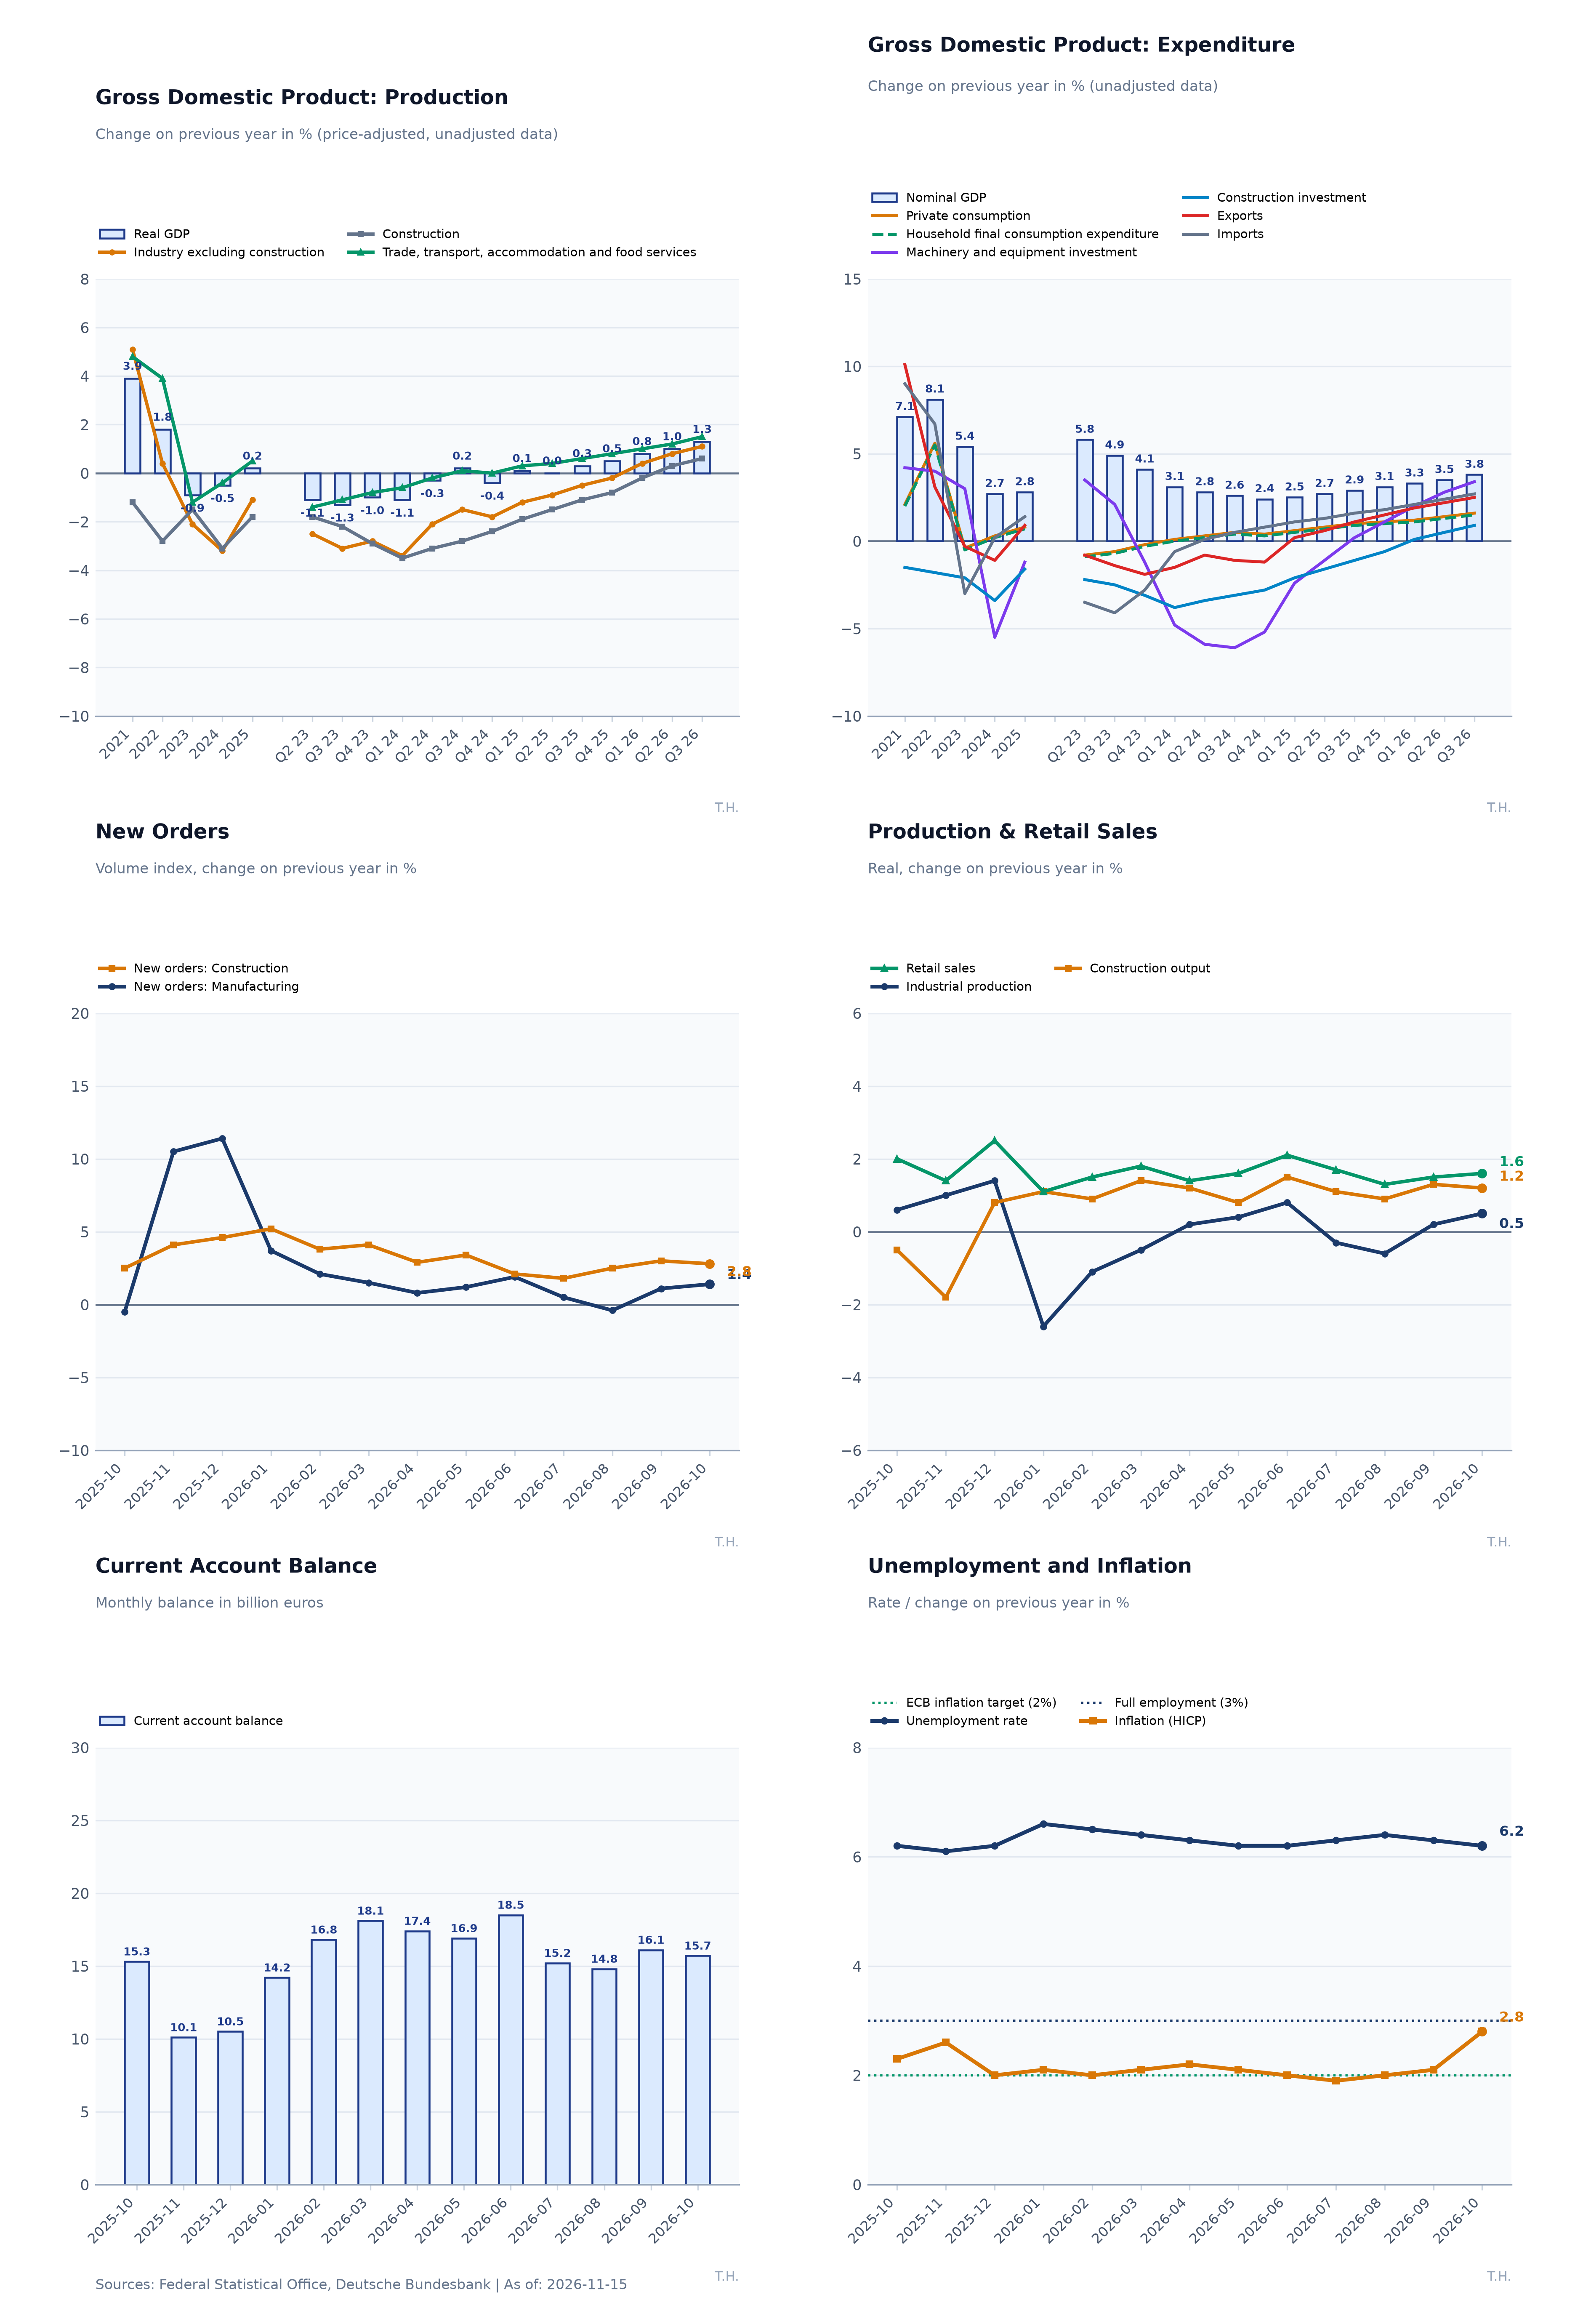 Gross Domestic Product: Production
Change on previous year in % (price-adjusted, unadjusted data)
Real GDP
Industry excluding construction
Construction
Trade, transport, accommodation and food services
8
6
4
2
0
−2
−4
−6
−8
−10
3.9
1.8
-0.9
-0.5
0.2
-1.1
-1.3
-1.0
-1.1
-0.3
0.2
-0.4
0.1
0.0
0.3
0.5
0.8
1.0
1.3
2021
2022
2023
2024
2025
Q2 23
Q3 23
Q4 23
Q1 24
Q2 24
Q3 24
Q4 24
Q1 25
Q2 25
Q3 25
Q4 25
Q1 26
Q2 26
Q3 26
T.H.
Gross Domestic Product: Expenditure
Change on previous year in % (unadjusted data)
Nominal GDP
Private consumption
Household final consumption expenditure
Machinery and equipment investment
Construction investment
Exports
Imports
15
10
5
0
−5
−10
7.1
8.1
5.4
2.7
2.8
5.8
4.9
4.1
3.1
2.8
2.6
2.4
2.5
2.7
2.9
3.1
3.3
3.5
3.8
2021
2022
2023
2024
2025
Q2 23
Q3 23
Q4 23
Q1 24
Q2 24
Q3 24
Q4 24
Q1 25
Q2 25
Q3 25
Q4 25
Q1 26
Q2 26
Q3 26
T.H.
New Orders
Volume index, change on previous year in %
New orders: Construction
New orders: Manufacturing
20
15
10
5
0
−5
−10
2.8
1.4
2025-10
2025-11
2025-12
2026-01
2026-02
2026-03
2026-04
2026-05
2026-06
2026-07
2026-08
2026-09
2026-10
T.H.
Production & Retail Sales
Real, change on previous year in %
Retail sales
Industrial production
Construction output
6
4
2
0
−2
−4
−6
1.6
1.2
0.5
2025-10
2025-11
2025-12
2026-01
2026-02
2026-03
2026-04
2026-05
2026-06
2026-07
2026-08
2026-09
2026-10
T.H.
Current Account Balance
Monthly balance in billion euros
Current account balance
30
25
20
15
10
5
0
15.3
10.1
10.5
14.2
16.8
18.1
17.4
16.9
18.5
15.2
14.8
16.1
15.7
2025-10
2025-11
2025-12
2026-01
2026-02
2026-03
2026-04
2026-05
2026-06
2026-07
2026-08
2026-09
2026-10
T.H.
Unemployment and Inflation
Rate / change on previous year in %
ECB inflation target (2%)
Unemployment rate
Full employment (3%)
Inflation (HICP)
8
6
4
2
0
6.2
2.8
2025-10
2025-11
2025-12
2026-01
2026-02
2026-03
2026-04
2026-05
2026-06
2026-07
2026-08
2026-09
2026-10
T.H.
Sources: Federal Statistical Office, Deutsche Bundesbank | As of: 2026-11-15